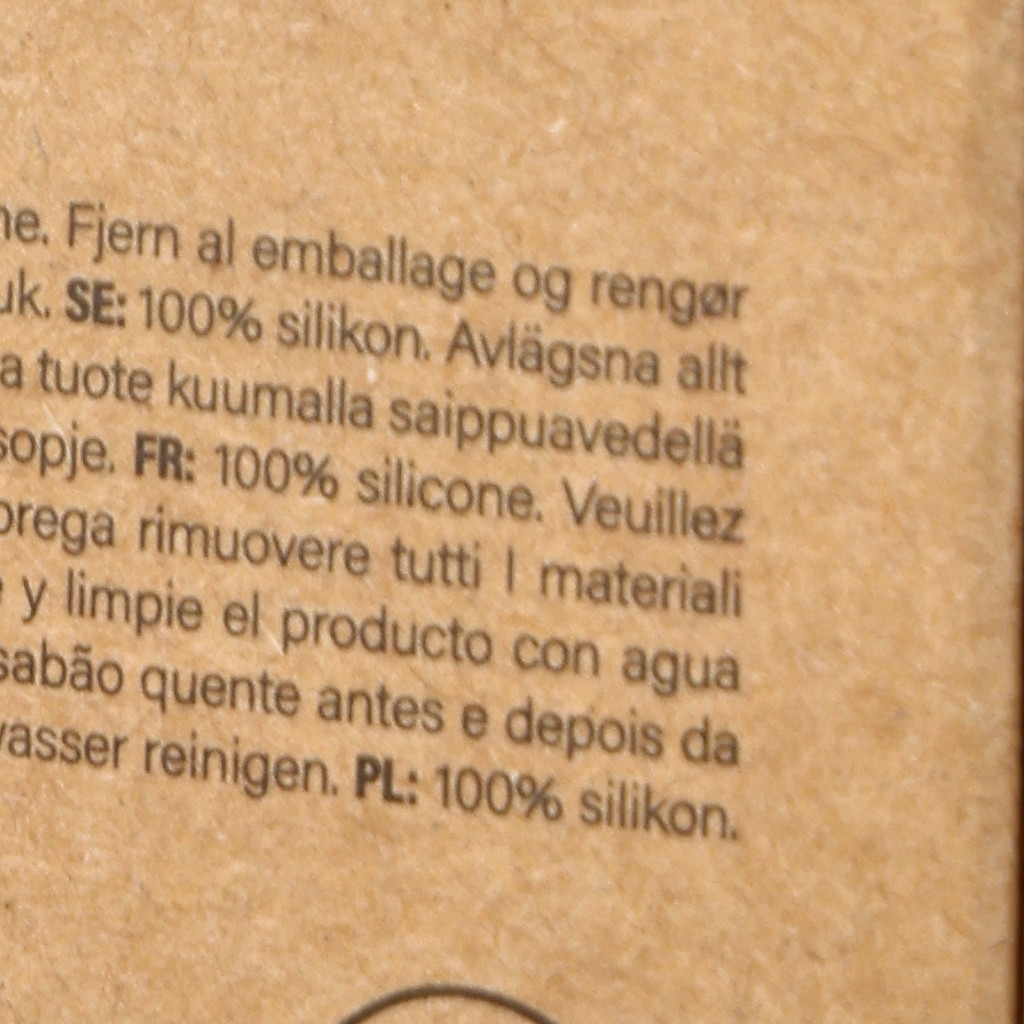 ne. Fjern al emballage og rengør
uk. SE: 100% silikon. Avlägsna allt
a tuote kuumalla saippuavedellä
sopje. FR: 100% silicone. Veuillez
orega rimuovere tutti I materiali
y limpie el producto con agua
sabão quente antes e depois da
vasser reinigen. PL: 100% silikon.